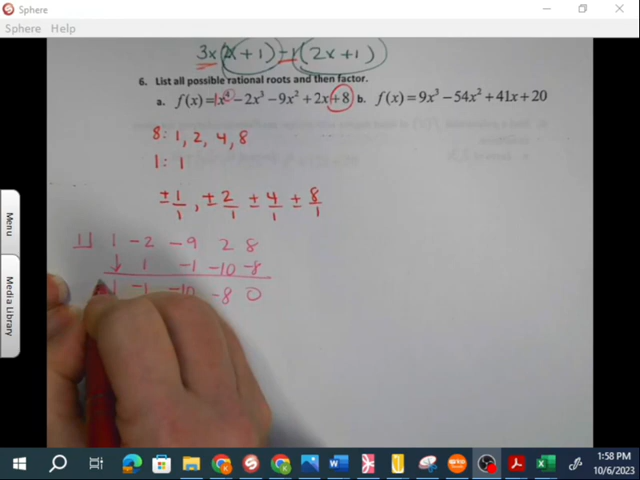 Sphere
Sphere Help
3x(2x+1) -1(2x+1)
6. List all possible rational roots and then factor.
a. f(x)=1x⁴-2x³-9x²+2x+8 b. f(x)=9x³-54x²+41x+20
8: 1, 2, 4, 8
1: 1
±1/1, ±2/1 ±4/1 ±8/1
1| 1 -2 -9 2 8
↓ 1 -1 -10 -8
1 -1 -10 -8 0
Menu
Media Library
1:58 PM
10/6/2023